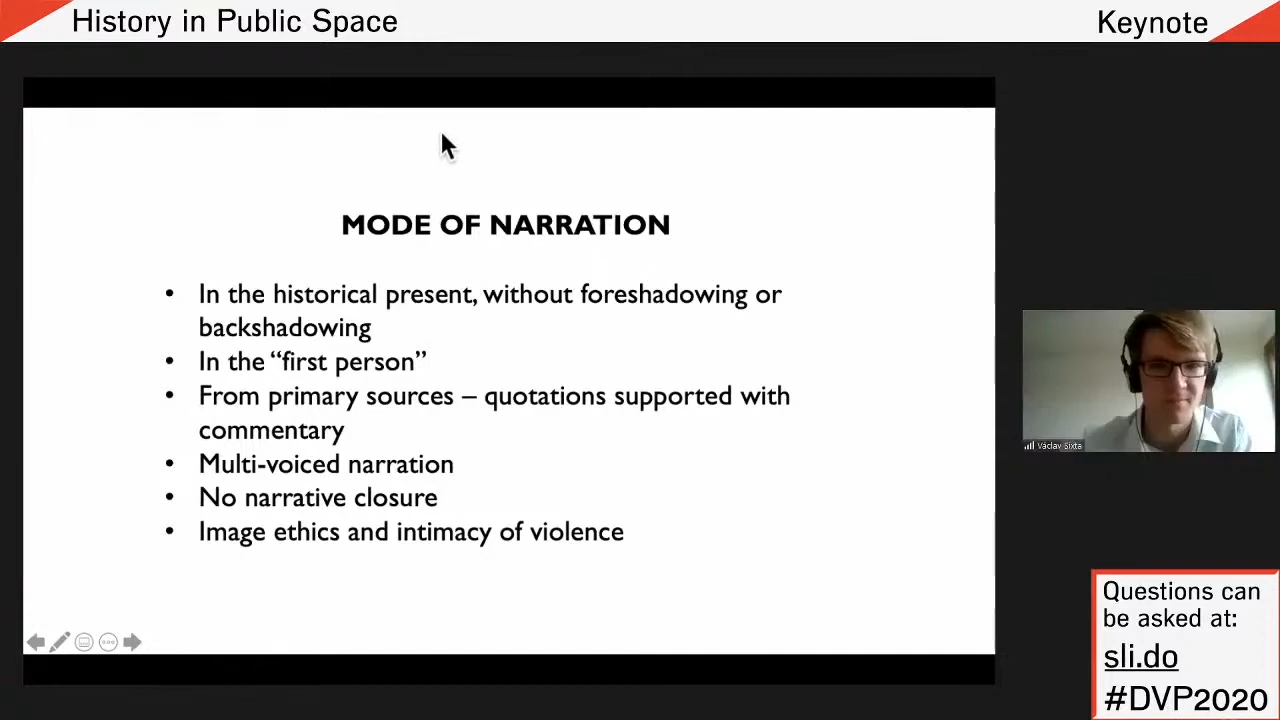 History in Public Space
Keynote
MODE OF NARRATION
• In the historical present, without foreshadowing or
backshadowing
• In the “first person”
• From primary sources – quotations supported with
commentary
• Multi-voiced narration
• No narrative closure
• Image ethics and intimacy of violence
Václav Sixta
Questions can
be asked at:
sli.do
#DVP2020